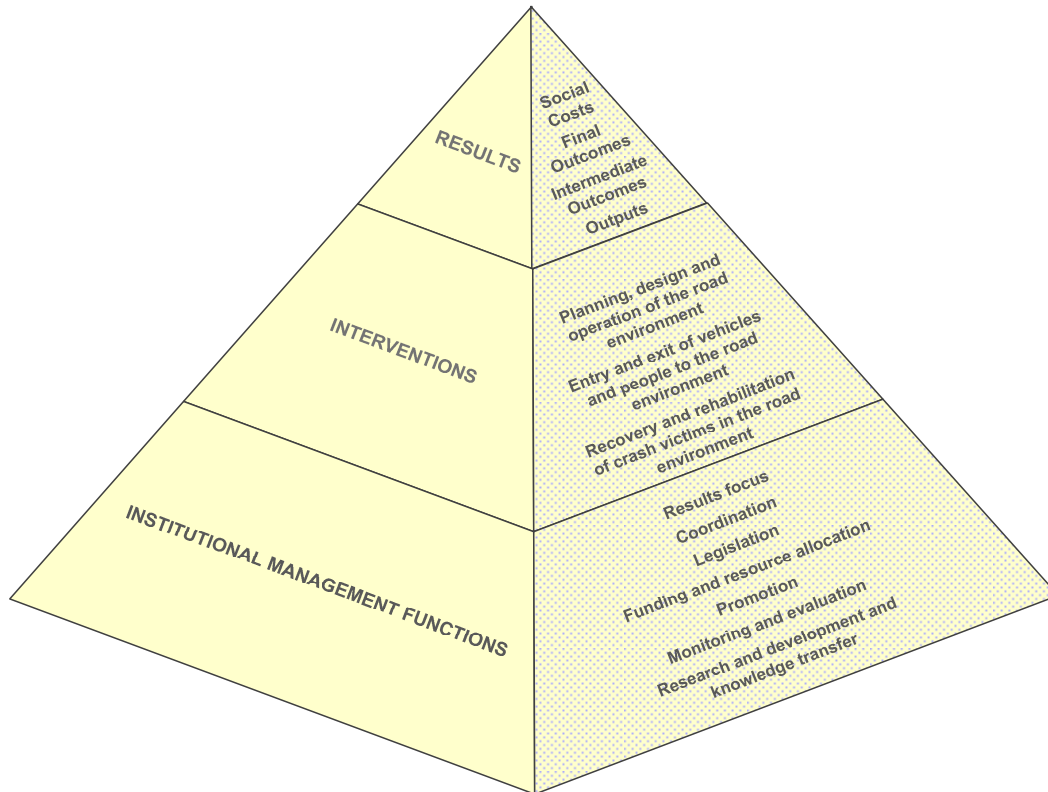 RESULTS
Social
Costs
Final
Outcomes
Intermediate
Outcomes
Outputs
INTERVENTIONS
Planning, design and
operation of the road
environment
Entry and exit of vehicles
and people to the road
environment
Recovery and rehabilitation
of crash victims in the road
environment
INSTITUTIONAL MANAGEMENT FUNCTIONS
Results focus
Coordination
Legislation
Funding and resource allocation
Promotion
Monitoring and evaluation
Research and development and
knowledge transfer